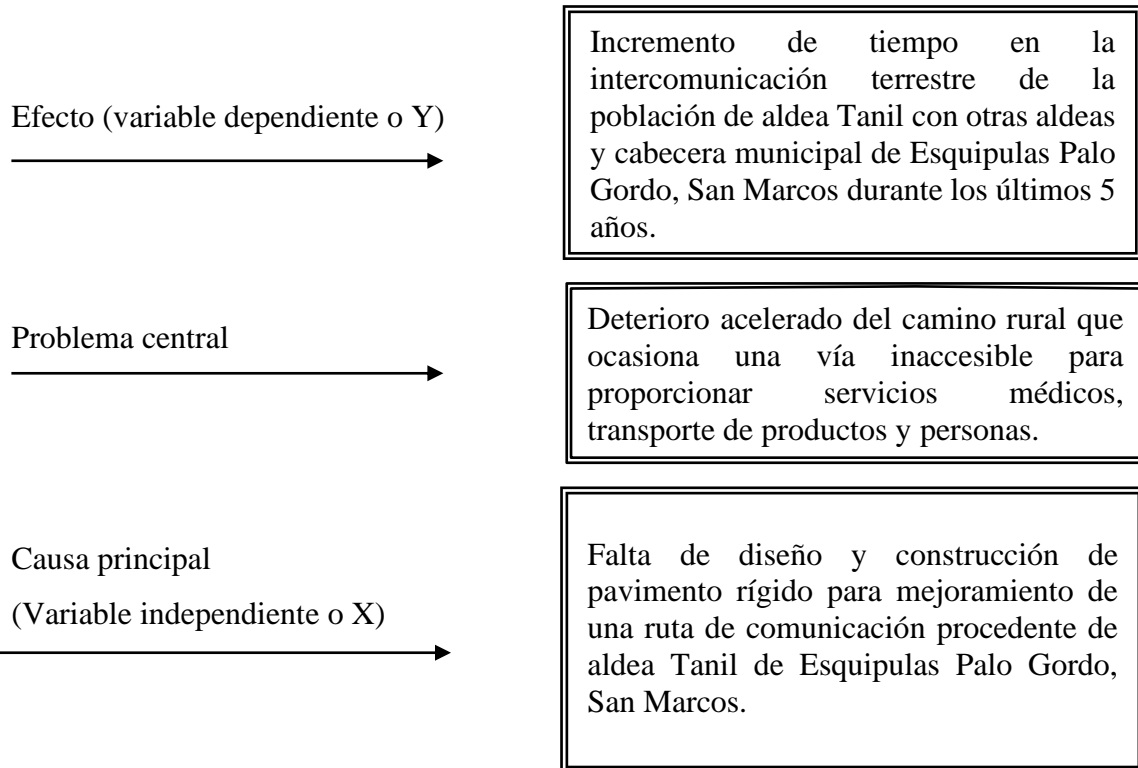 Efecto (variable dependiente o Y)
Incremento de tiempo en la
intercomunicación terrestre de la
población de aldea Tanil con otras aldeas
y cabecera municipal de Esquipulas Palo
Gordo, San Marcos durante los últimos 5
años.
Problema central
Deterioro acelerado del camino rural que
ocasiona una vía inaccesible para
proporcionar servicios médicos,
transporte de productos y personas.
Causa principal
(Variable independiente o X)
Falta de diseño y construcción de
pavimento rígido para mejoramiento de
una ruta de comunicación procedente de
aldea Tanil de Esquipulas Palo Gordo,
San Marcos.